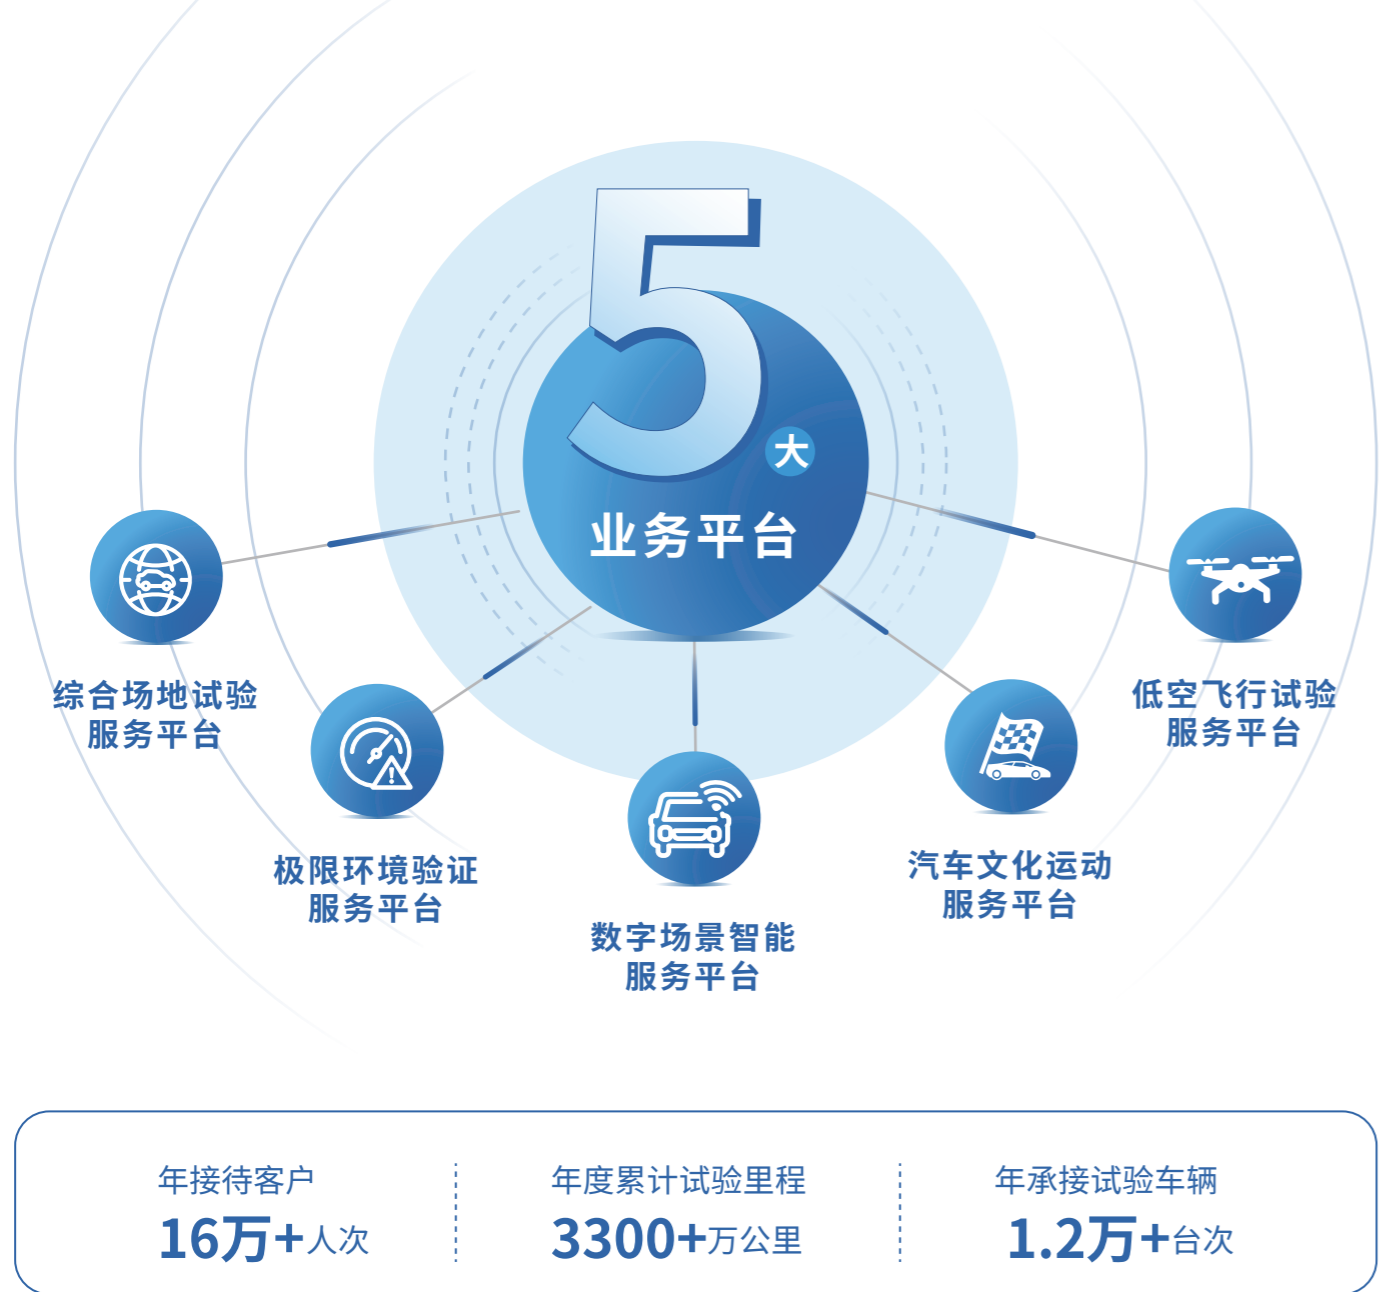 5
大
业务平台
综合场地试验
服务平台
极限环境验证
服务平台
数字场景智能
服务平台
汽车文化运动
服务平台
低空飞行试验
服务平台
年接待客户
16万+人次
年度累计试验里程
3300+万公里
年承接试验车辆
1.2万+台次